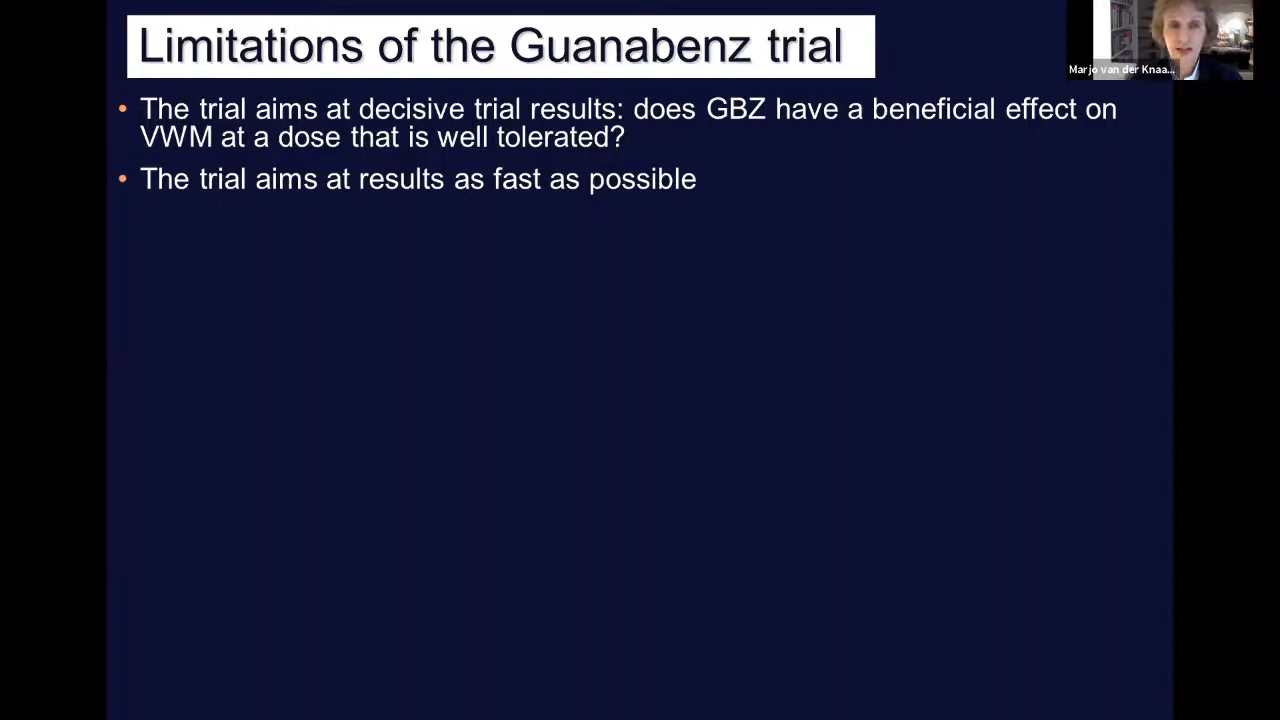 Limitations of the Guanabenz trial
Marjo van der Knaa...
• The trial aims at decisive trial results: does GBZ have a beneficial effect on
VWM at a dose that is well tolerated?
• The trial aims at results as fast as possible